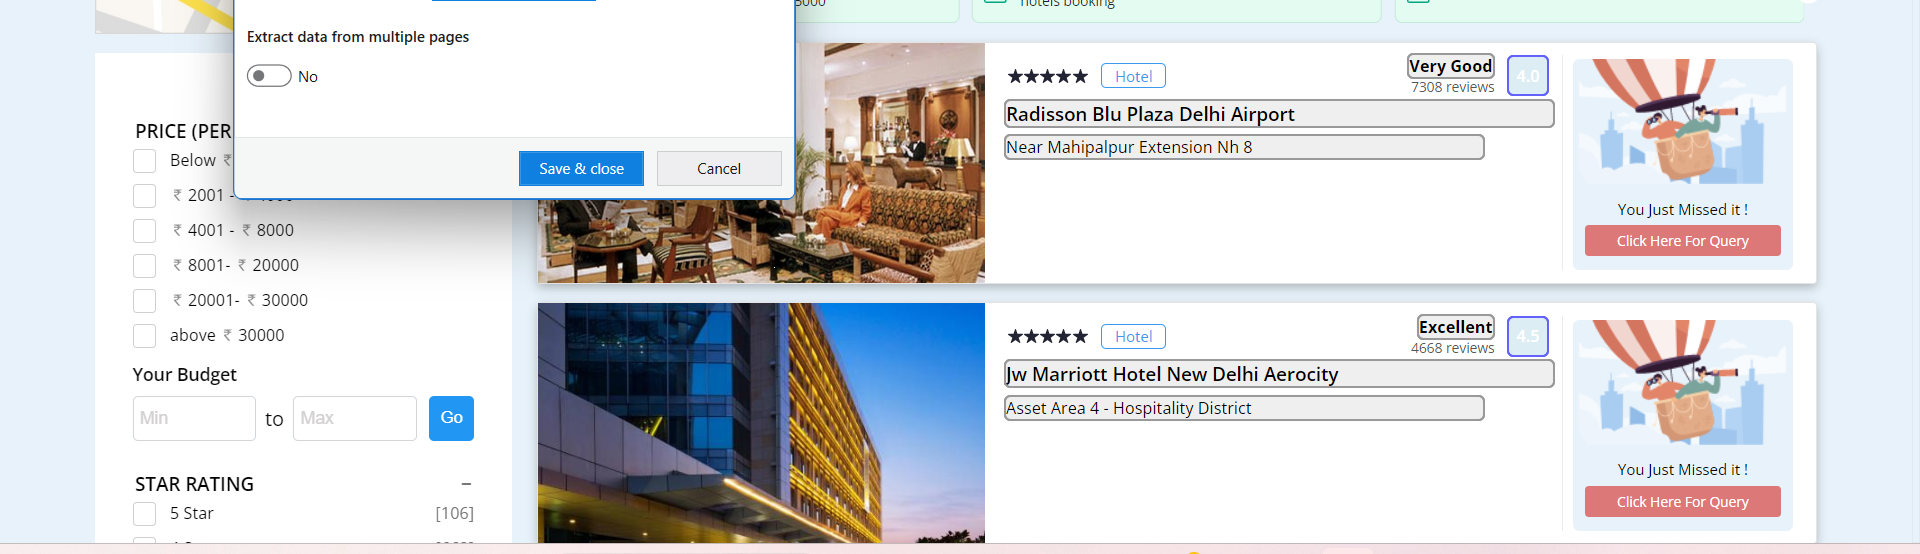 5000
hotels booking
Extract data from multiple pages
No
Save & close
Cancel
PRICE (PER
Below ₹
₹ 2001 -
₹ 4001 - ₹ 8000
₹ 8001- ₹ 20000
₹ 20001- ₹ 30000
above ₹ 30000
Your Budget
Min to Max Go
STAR RATING –
5 Star [106]
★★★★★ Hotel
Very Good
7308 reviews
4.0
Radisson Blu Plaza Delhi Airport
Near Mahipalpur Extension Nh 8
You Just Missed it !
Click Here For Query
★★★★★ Hotel
Excellent
4668 reviews
4.5
Jw Marriott Hotel New Delhi Aerocity
Asset Area 4 - Hospitality District
You Just Missed it !
Click Here For Query